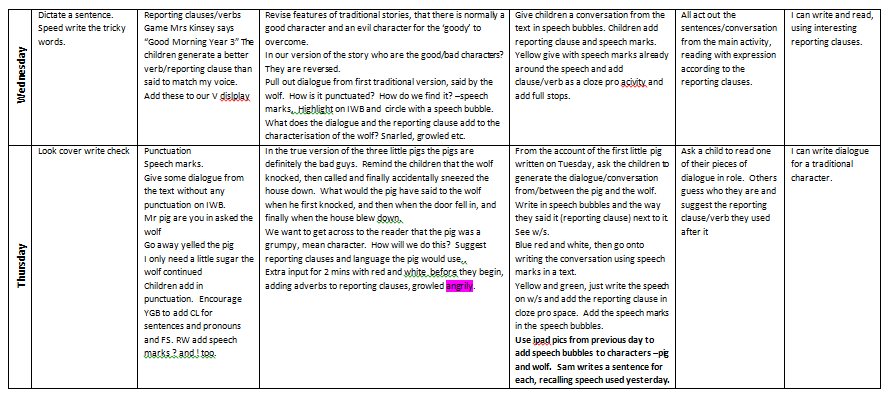 Wednesday
Dictate a sentence.
Speed write the tricky
words.
Reporting clauses/verbs
Game Mrs Kinsey says
"Good Morning Year 3" The
children generate a better
verb/reporting clause than
said to match my voice.
Add these to our V dislplay
Revise features of traditional stories, that there is normally a
good character and an evil character for the 'goody' to
overcome.
In our version of the story who are the good/bad characters?
They are reversed.
Pull out dialogue from first traditional version, said by the
wolf. How is it punctuated? How do we find it? –speech
marks,. Highlight on IWB and circle with a speech bubble.
What does the dialogue and the reporting clause add to the
characterisation of the wolf? Snarled, growled etc.
Give children a conversation from the
text in speech bubbles. Children add
reporting clause and speech marks.
Yellow give with speech marks already
around the speech and add
clause/verb as a cloze pro acivity and
add full stops.
All act out the
sentences/conversation
from the main activity,
reading with expression
according to the
reporting clauses.
I can write and read,
using interesting
reporting clauses.
Thursday
Look cover write check
Punctuation
Speech marks.
Give some dialogue from
the text without any
punctuation on IWB.
Mr pig are you in asked the
wolf
Go away yelled the pig
I only need a little sugar the
wolf continued
Children add in
punctuation. Encourage
YGB to add CL for
sentences and pronouns
and FS. RW add speech
marks ? and ! too.
In the true version of the three little pigs the pigs are
definitely the bad guys. Remind the children that the wolf
knocked, then called and finally accidentally sneezed the
house down. What would the pig have said to the wolf
when he first knocked, and then when the door fell in, and
finally when the house blew down,.
We want to get across to the reader that the pig was a
grumpy, mean character. How will we do this? Suggest
reporting clauses and language the pig would use,.
Extra input for 2 mins with red and white before they begin,
adding adverbs to reporting clauses, growled angrily.
From the account of the first little pig
written on Tuesday, ask the children to
generate the dialogue/conversation
from/between the pig and the wolf.
Write in speech bubbles and the way
they said it (reporting clause) next to it.
See w/s.
Blue red and white, then go onto
writing the conversation using speech
marks in a text.
Yellow and green, just write the speech
on w/s and add the reporting clause in
cloze pro space. Add the speech marks
in the speech bubbles.
Use ipad pics from previous day to
add speech bubbles to characters –pig
and wolf. Sam writes a sentence for
each, recalling speech used yesterday.
Ask a child to read one
of their pieces of
dialogue in role. Others
guess who they are and
suggest the reporting
clause/verb they used
after it
I can write dialogue
for a traditional
character.